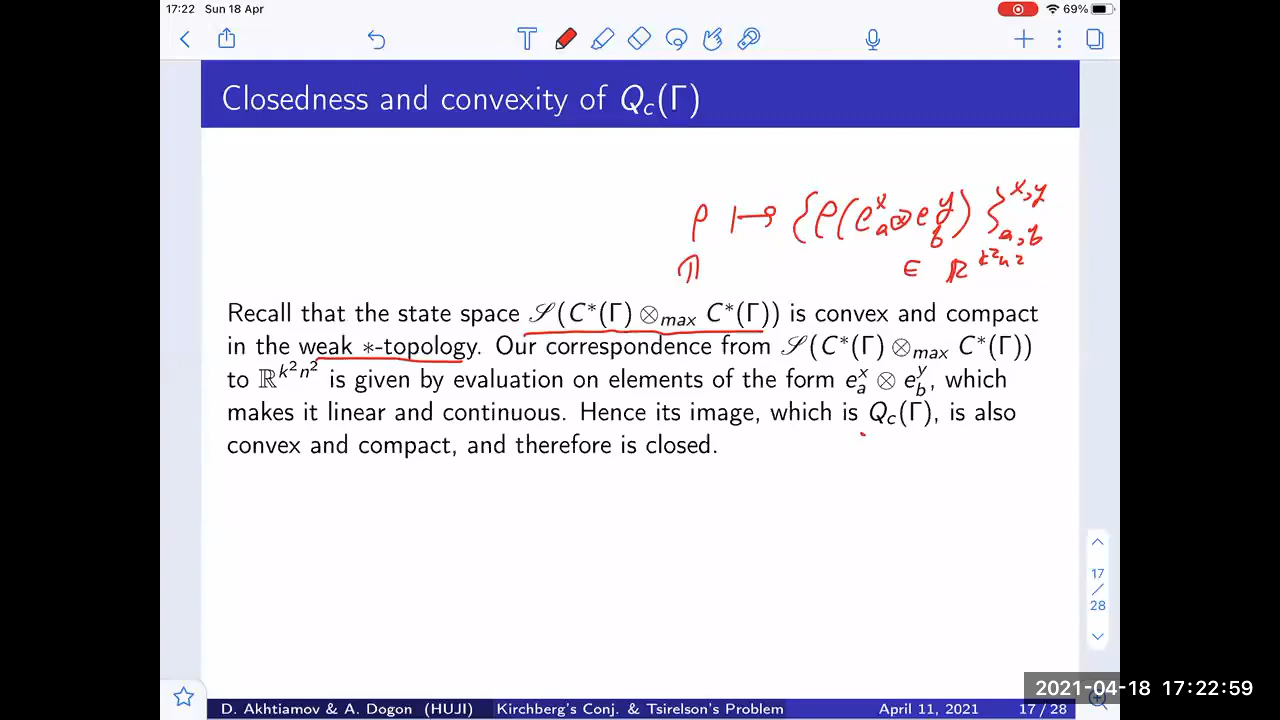 17:22 Sun 18 Apr 69%
Closedness and convexity of Q_c(Γ)
ρ ↦ {ρ(e_a^x ⊗ e_b^y)}_{a,b}^{x,y}
∈ ℝ^{k²n²}
Recall that the state space 𝒮(C*(Γ) ⊗_max C*(Γ)) is convex and compact
in the weak ∗-topology. Our correspondence from 𝒮(C*(Γ) ⊗_max C*(Γ))
to ℝ^{k²n²} is given by evaluation on elements of the form e_a^x ⊗ e_b^y, which
makes it linear and continuous. Hence its image, which is Q_c(Γ), is also
convex and compact, and therefore is closed.
17
/
28
D. Akhtiamov & A. Dogon (HUJI) Kirchberg's Conj. & Tsirelson's Problem April 11, 2021 17 / 28
2021-04-18 17:22:59